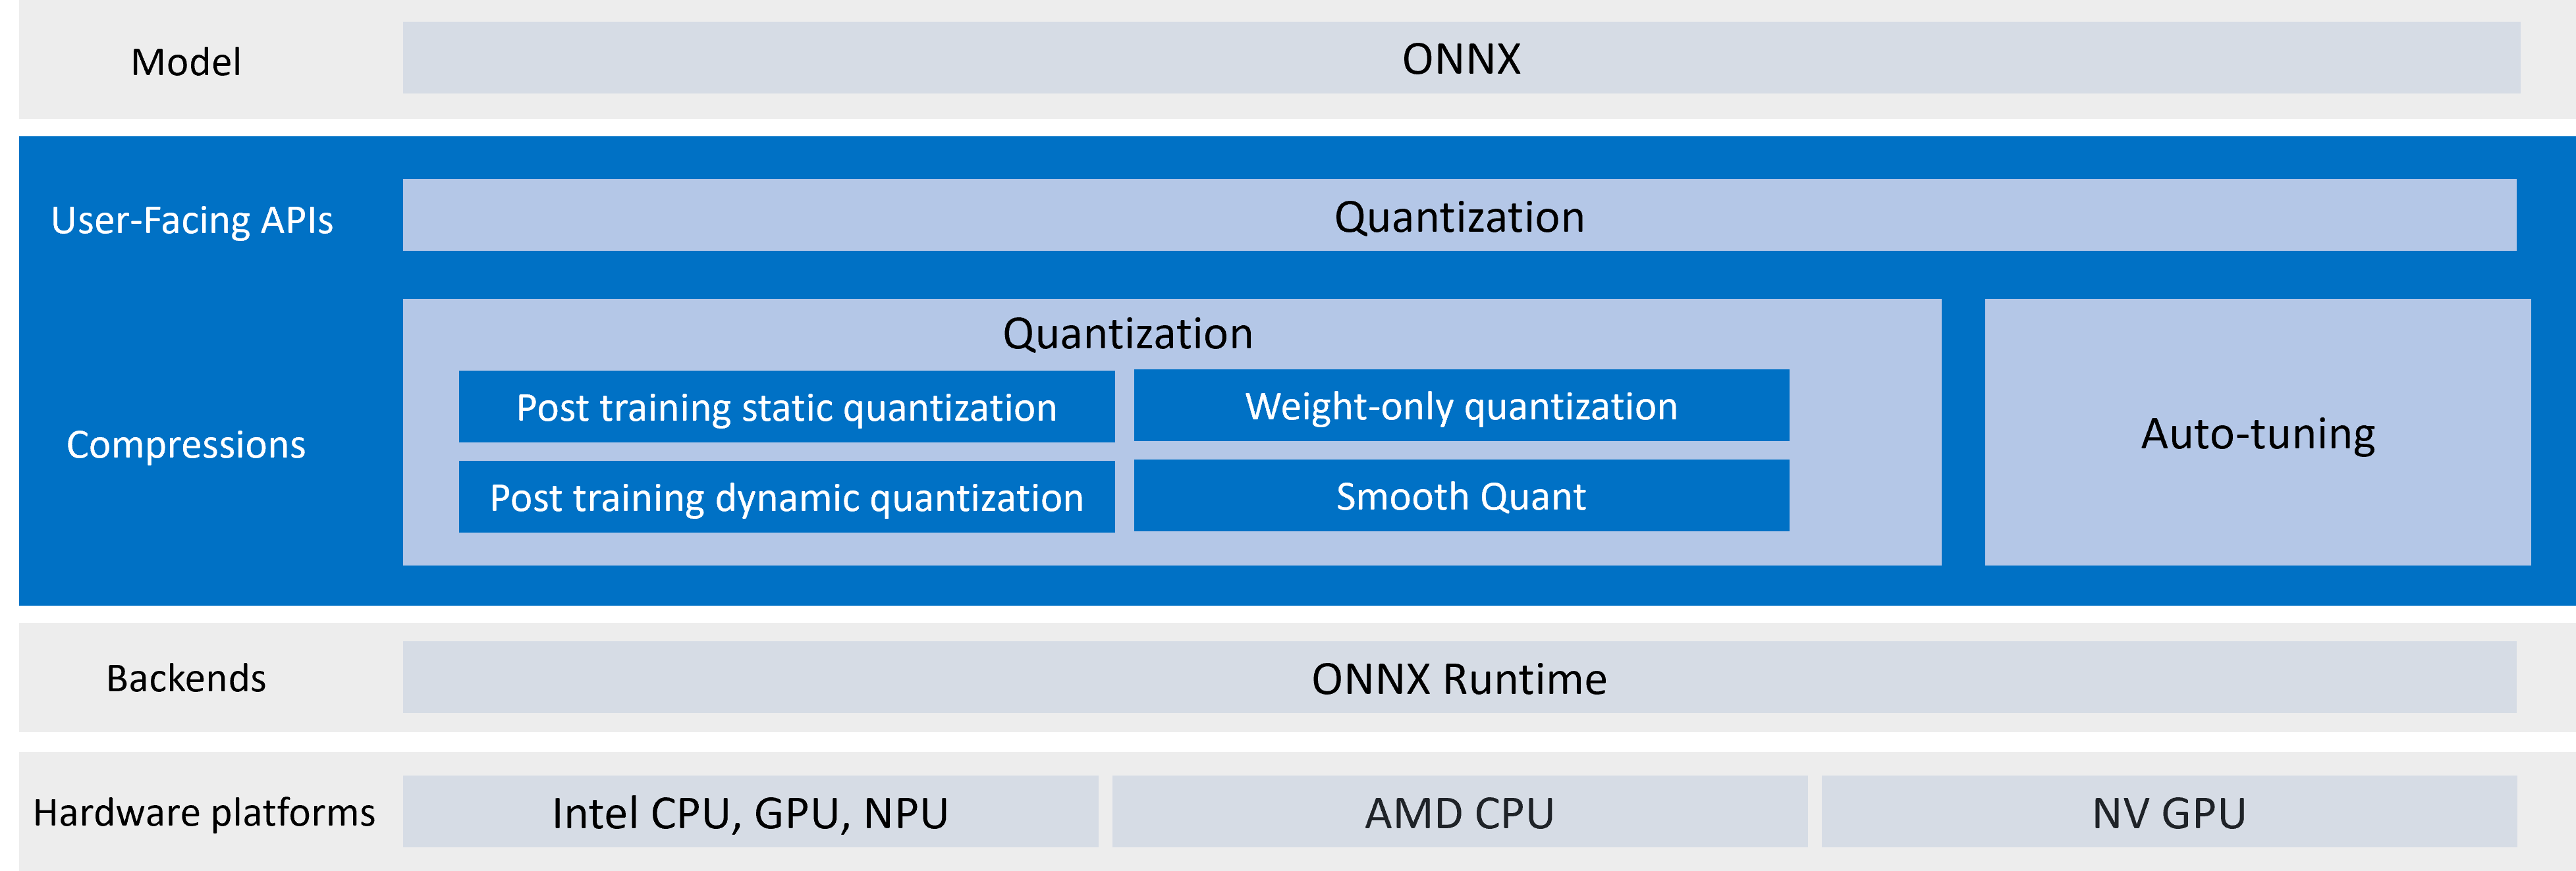 Model
ONNX
User-Facing APIs
Quantization
Compressions
Quantization
Post training static quantization
Weight-only quantization
Post training dynamic quantization
Smooth Quant
Auto-tuning
Backends
ONNX Runtime
Hardware platforms
Intel CPU, GPU, NPU
AMD CPU
NV GPU